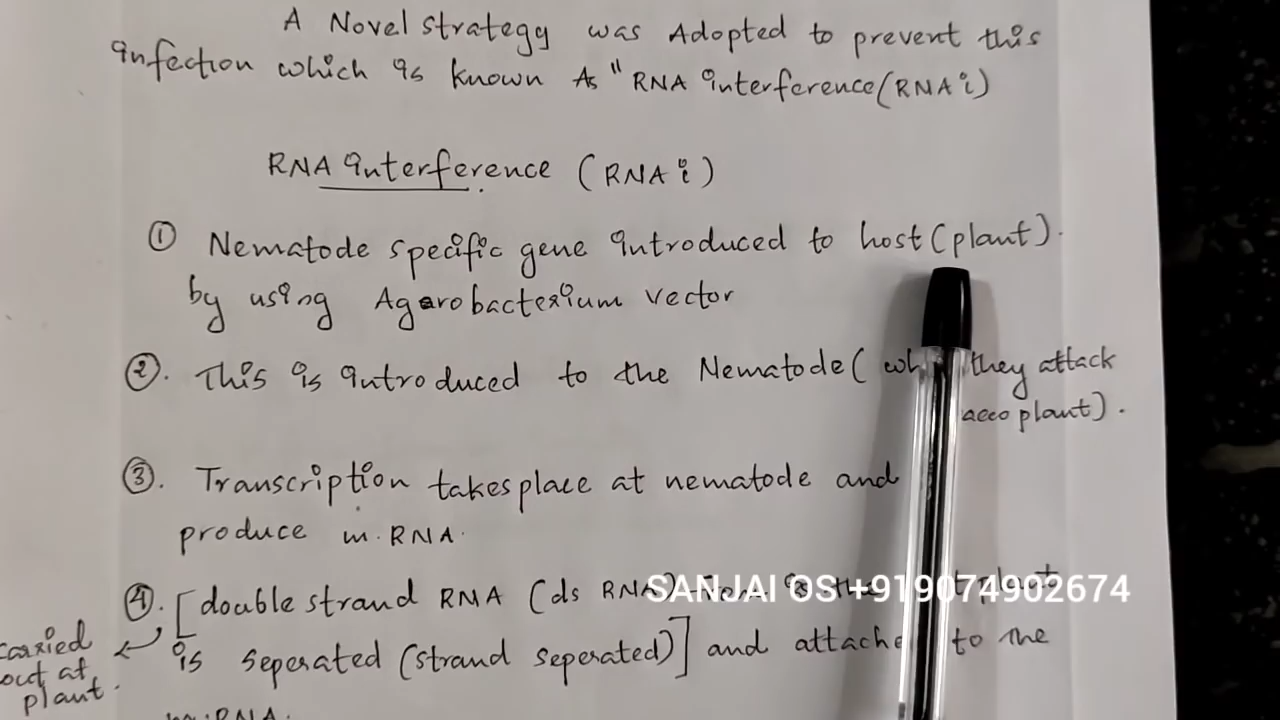 A Novel strategy was Adopted to prevent this
infection which is known As " RNA interference (RNAi)
RNA interference (RNA i)
① Nematode specific gene introduced to host (plant).
by using Agarobacterium vector
②. This is introduced to the Nematode ( they attack
plant).
③. Transcription takesplace at nematode and
produce m.RNA.
④. [double strand RNA (ds RNA)
SANJAI OS +919074902674
carried out at plant.
is seperated (strand seperated)] and to the
m.RNA.